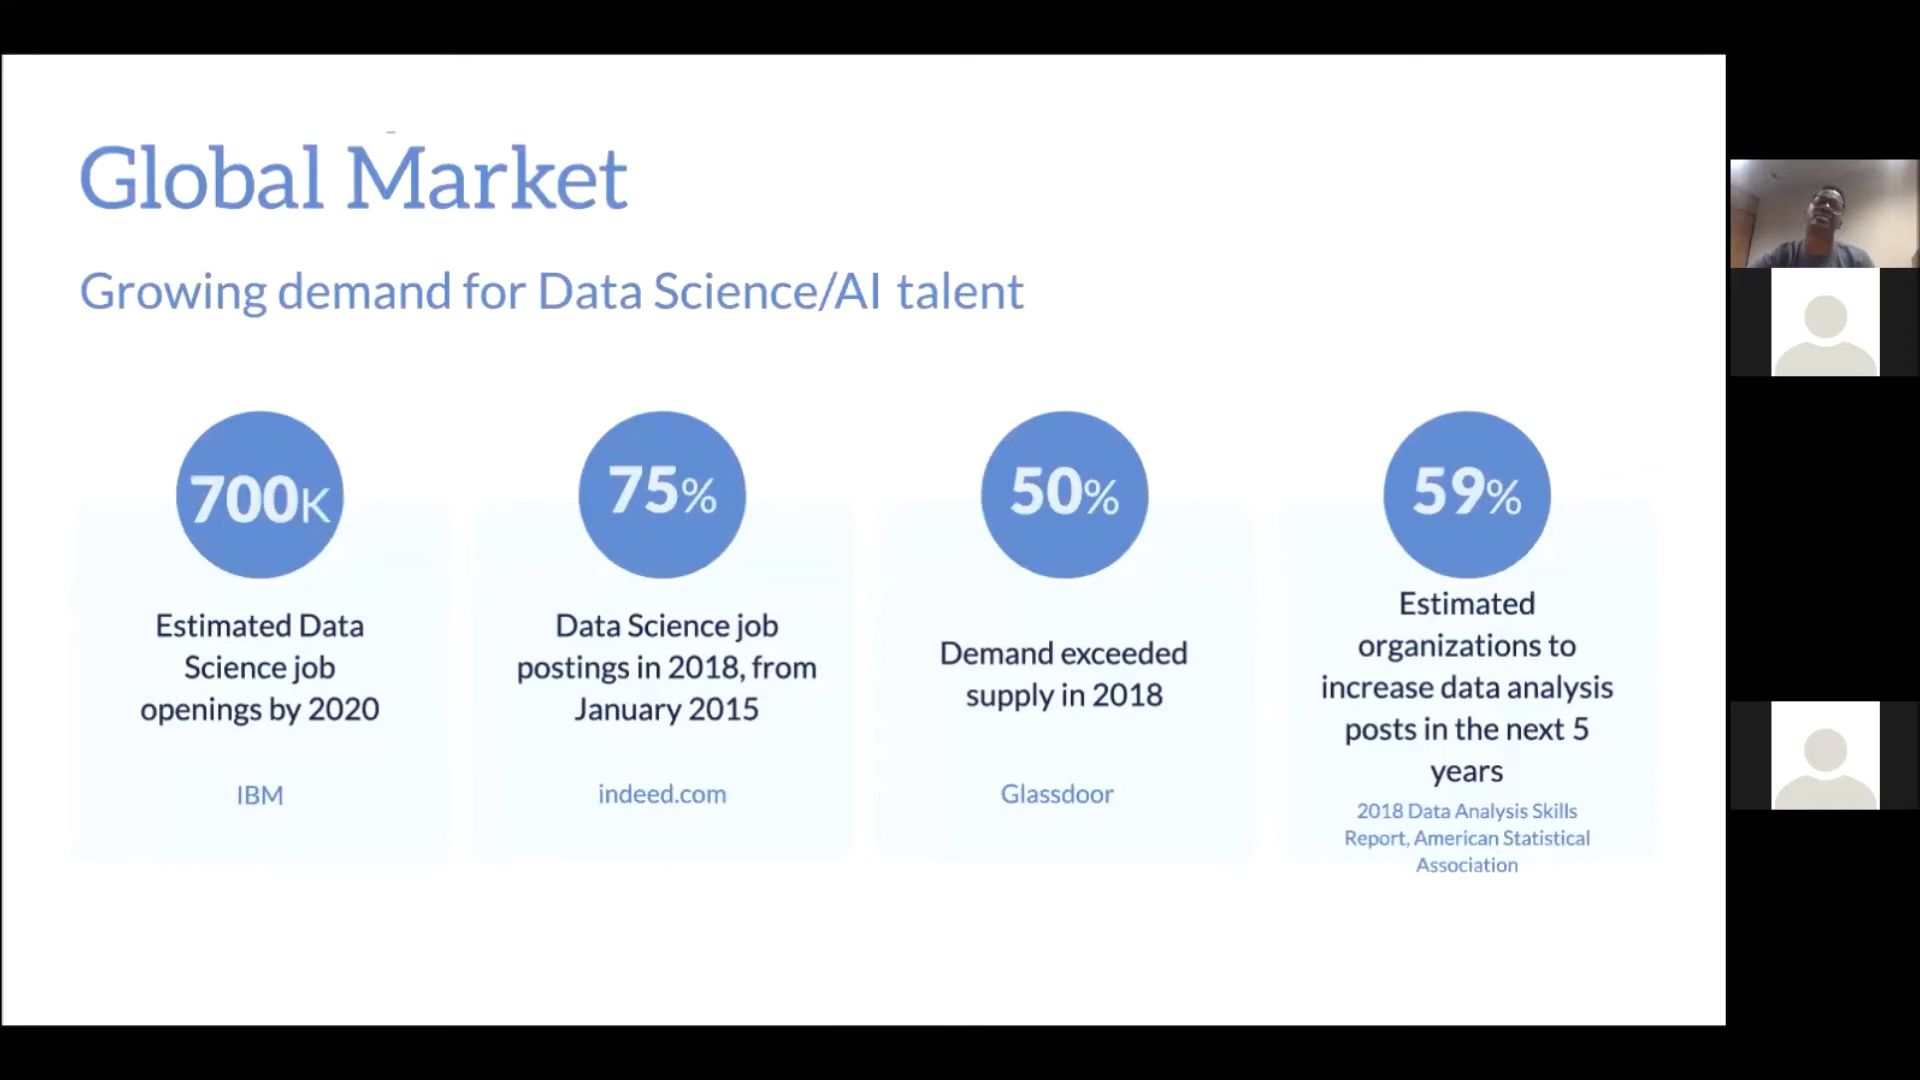 Global Market
Growing demand for Data Science/AI talent
700K
Estimated Data
Science job
openings by 2020
IBM
75%
Data Science job
postings in 2018, from
January 2015
indeed.com
50%
Demand exceeded
supply in 2018
Glassdoor
59%
Estimated
organizations to
increase data analysis
posts in the next 5
years
2018 Data Analysis Skills
Report, American Statistical
Association